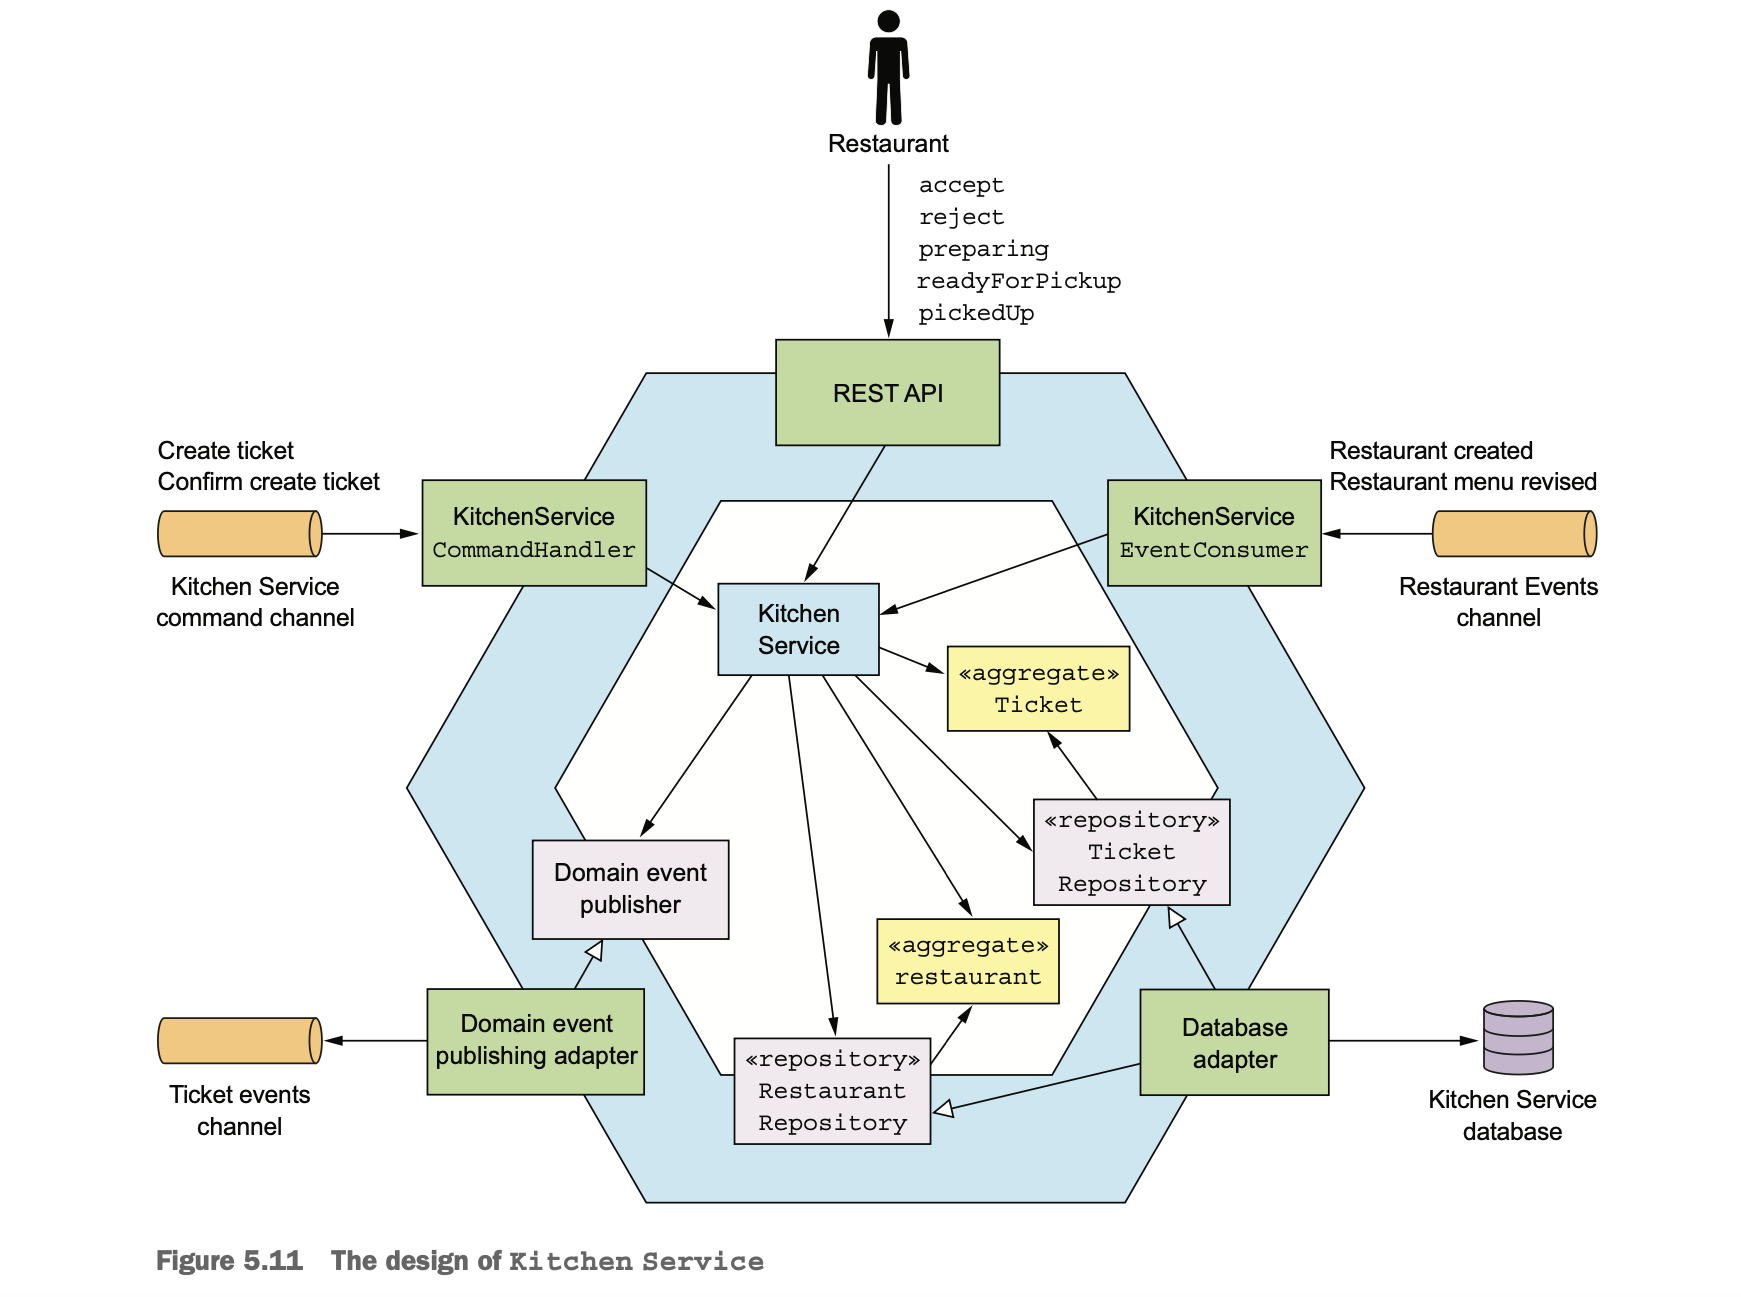 Restaurant
accept
reject
preparing
readyForPickup
pickedUp
REST API
Create ticket
Confirm create ticket
Kitchen Service
command channel
KitchenService
CommandHandler
KitchenService
EventConsumer
Restaurant created
Restaurant menu revised
Restaurant Events
channel
Kitchen
Service
«aggregate»
Ticket
«repository»
Ticket
Repository
Domain event
publisher
«aggregate»
restaurant
«repository»
Restaurant
Repository
Domain event
publishing adapter
Ticket events
channel
Database
adapter
Kitchen Service
database
Figure 5.11 The design of Kitchen Service